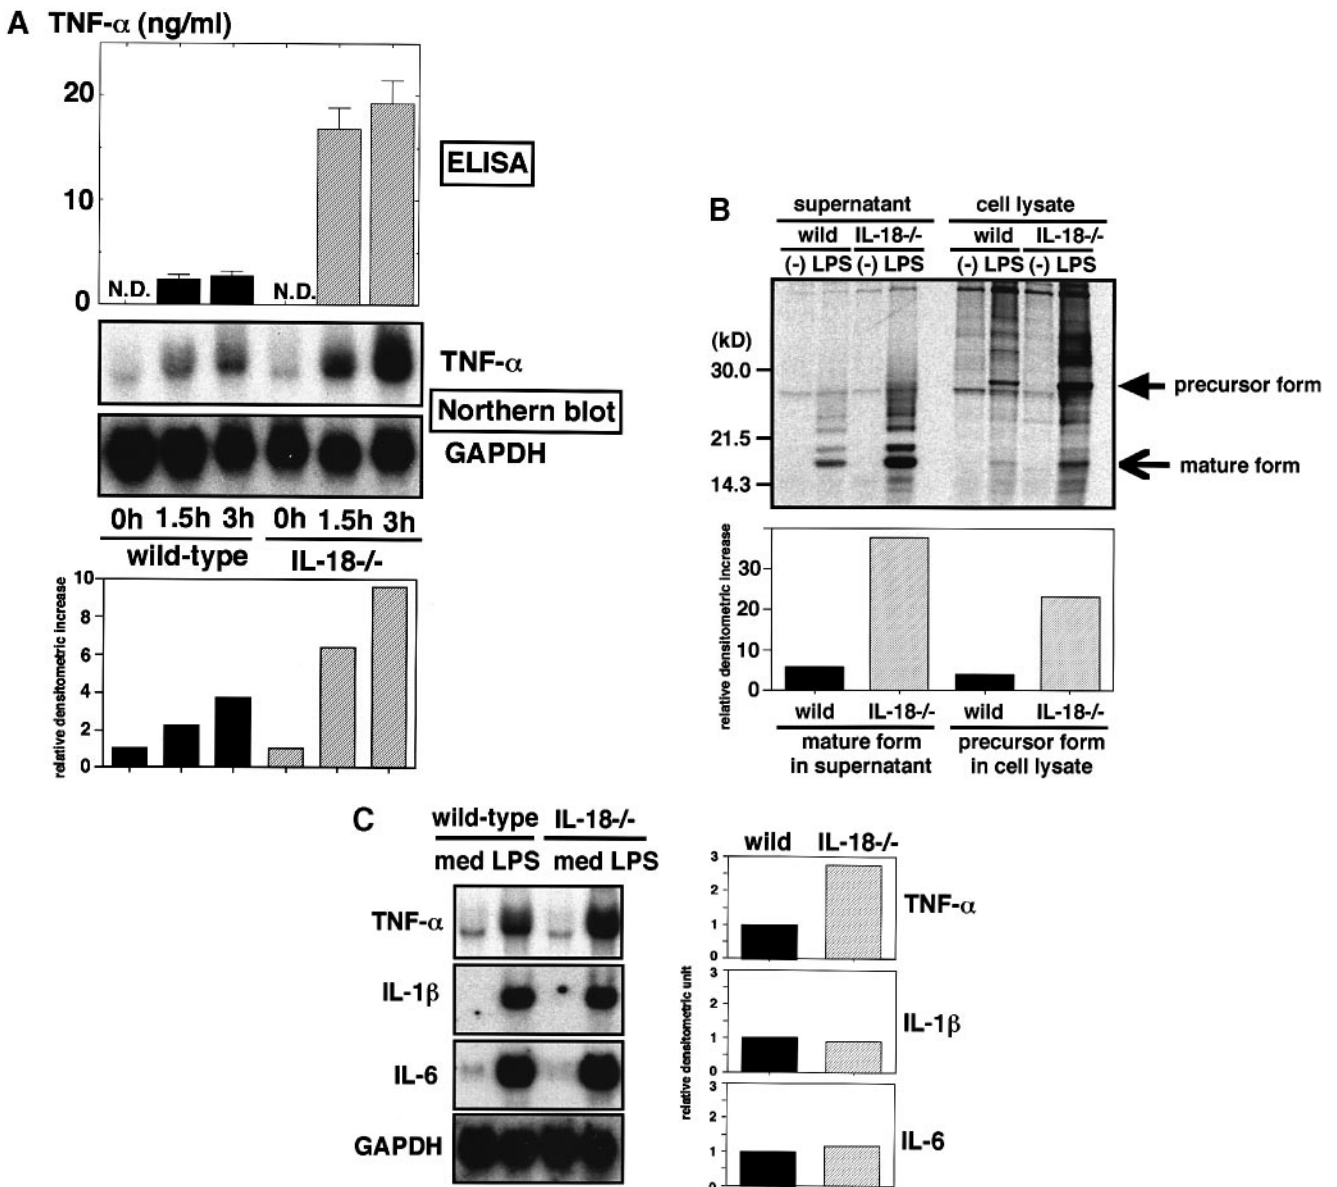 A TNF-α (ng/ml)
20
10
0
N.D.
N.D.
ELISA
TNF-α
Northern blot
GAPDH
0h 1.5h 3h 0h 1.5h 3h
wild-type IL-18-/-
relative densitometric increase
10
8
6
4
2
0
B
supernatant cell lysate
wild IL-18-/- wild IL-18-/-
(-) LPS (-) LPS (-) LPS (-) LPS
(kD)
30.0
21.5
14.3
precursor form
mature form
relative densitometric increase
30
20
10
0
wild IL-18-/- wild IL-18-/-
mature form precursor form
in supernatant in cell lysate
C
wild-type IL-18-/-
med LPS med LPS
TNF-α
IL-1β
IL-6
GAPDH
wild IL-18-/-
relative densitometric unit
3
2
1
0
TNF-α
3
2
1
0
IL-1β
3
2
1
0
IL-6